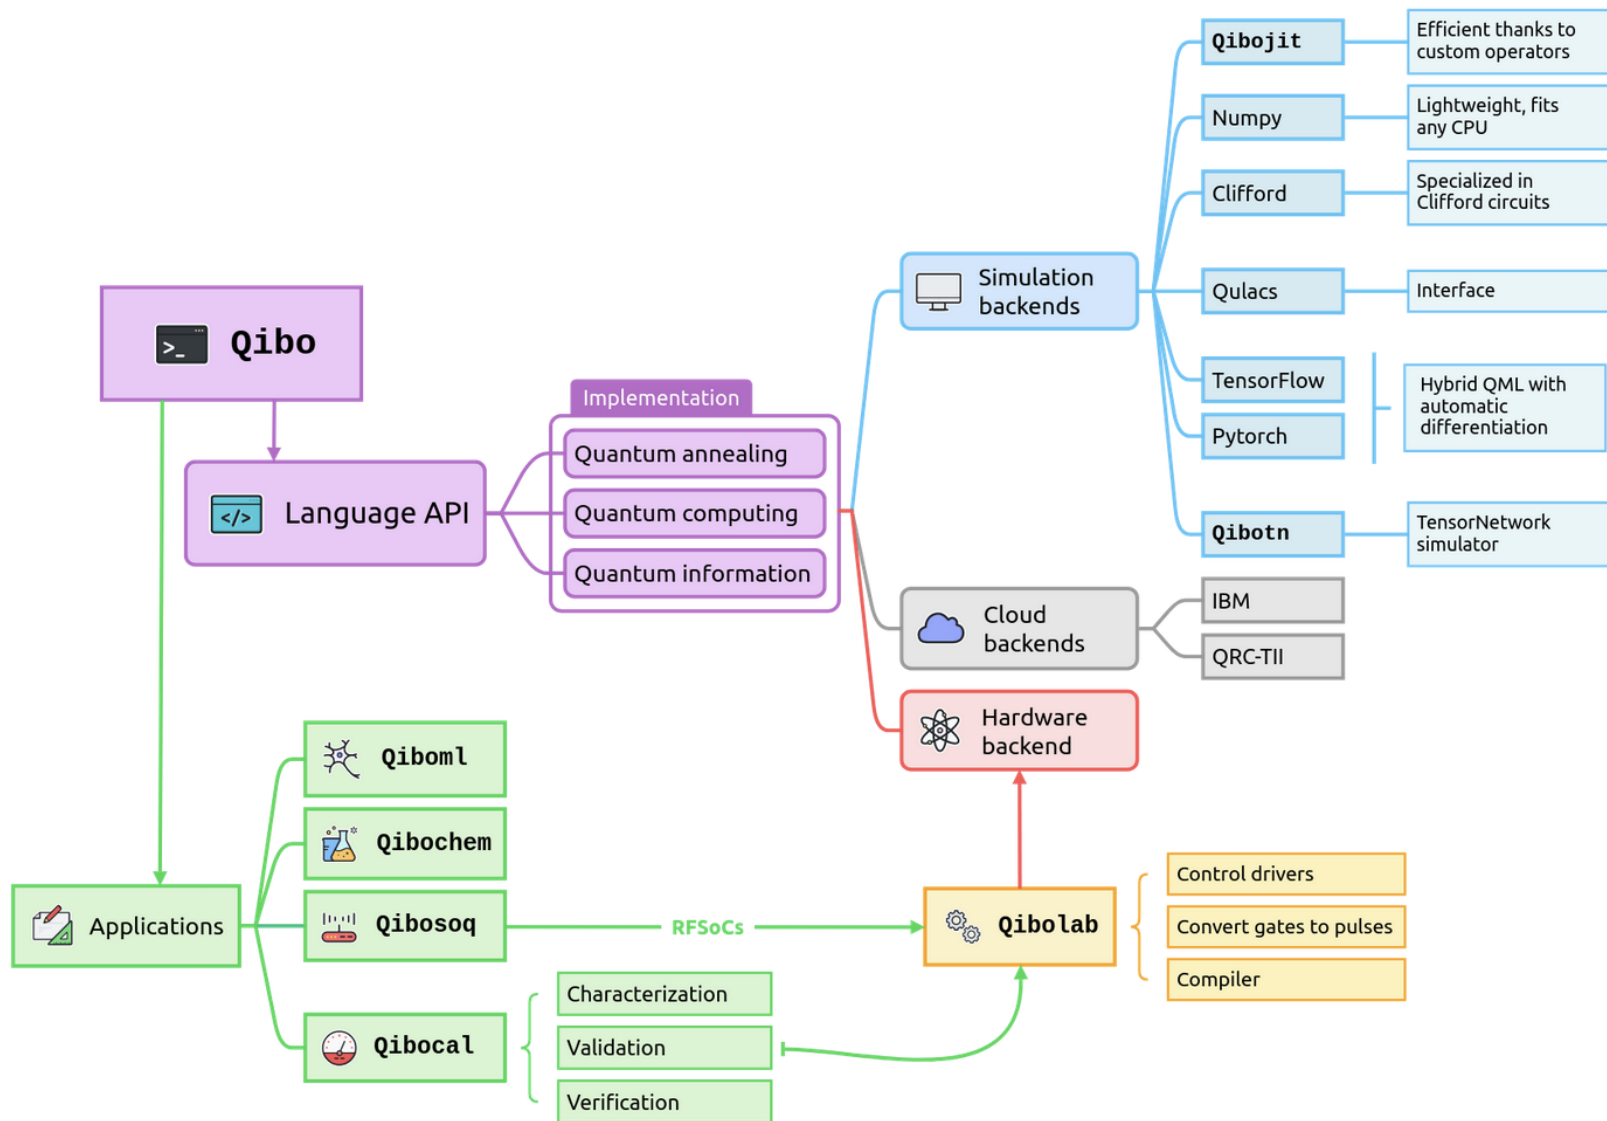 Qibo
Language API
Implementation
Quantum annealing
Quantum computing
Quantum information
Simulation
backends
Qibojit
Efficient thanks to
custom operators
Numpy
Lightweight, fits
any CPU
Clifford
Specialized in
Clifford circuits
Qulacs
Interface
TensorFlow
Pytorch
Hybrid QML with
automatic
differentiation
Qibotn
TensorNetwork
simulator
Cloud
backends
IBM
QRC-TII
Hardware
backend
Applications
Qiboml
Qibochem
Qibosoq
RFSoCs
Qibolab
Control drivers
Convert gates to pulses
Compiler
Qibocal
Characterization
Validation
Verification